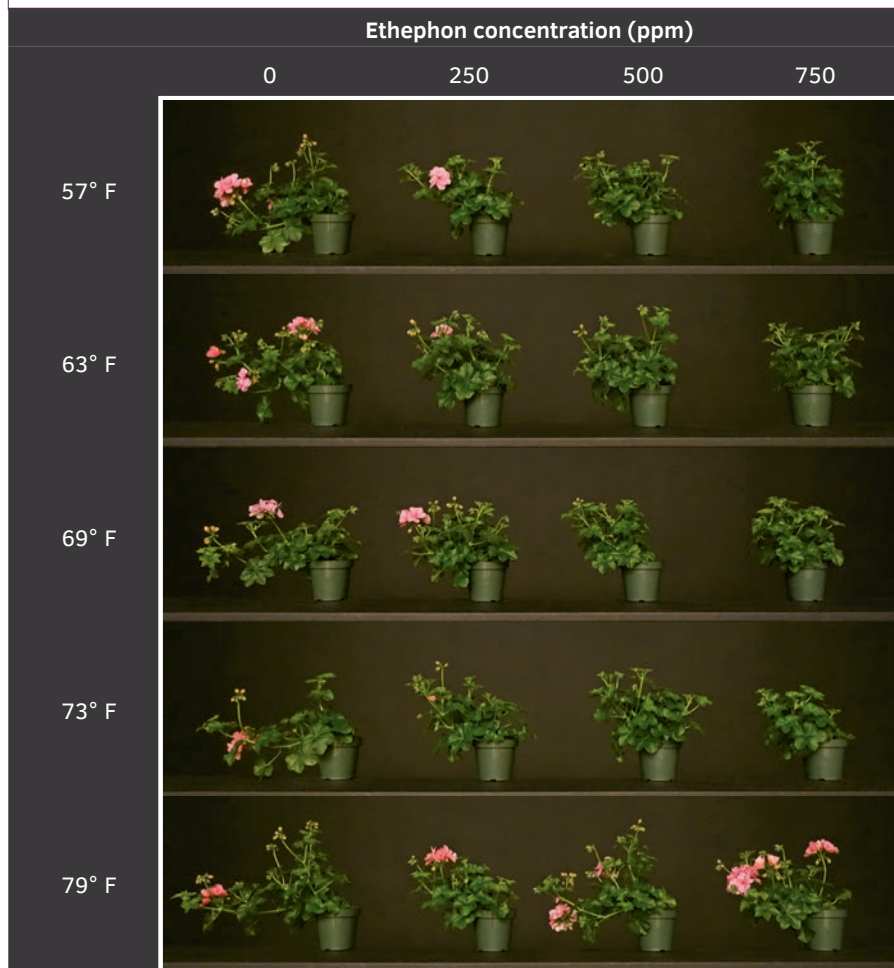 Ethephon concentration (ppm)
0 250 500 750
57° F
63° F
69° F
73° F
79° F